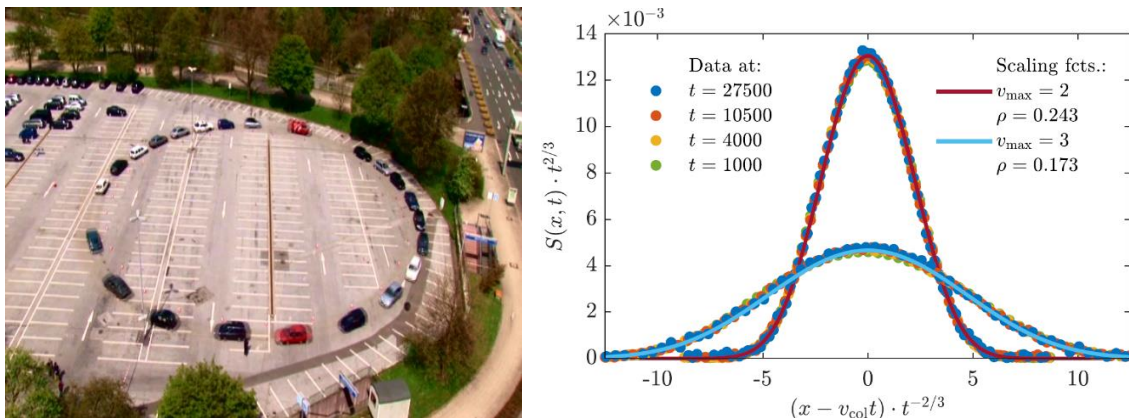 ×10⁻³
14
12
10
8
6
4
2
0
S(x, t) · t^{2/3}
Data at:
t = 27500
t = 10500
t = 4000
t = 1000
Scaling fcts.:
v_max = 2
ρ = 0.243
v_max = 3
ρ = 0.173
-10
-5
0
5
10
(x − v_col t) · t^{−2/3}